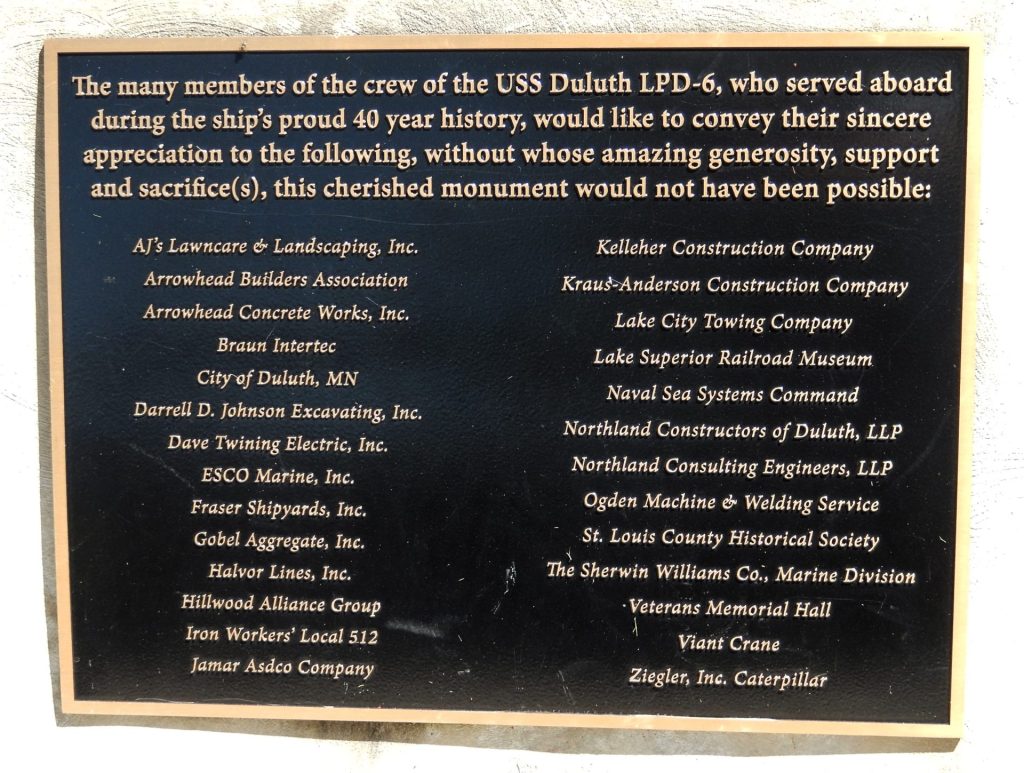 The many members of the crew of the USS Duluth LPD-6, who served aboard
during the ship's proud 40 year history, would like to convey their sincere
appreciation to the following, without whose amazing generosity, support
and sacrifice(s), this cherished monument would not have been possible:
AJ's Lawncare & Landscaping, Inc.
Arrowhead Builders Association
Arrowhead Concrete Works, Inc.
Braun Intertec
City of Duluth, MN
Darrell D. Johnson Excavating, Inc.
Dave Twining Electric, Inc.
ESCO Marine, Inc.
Fraser Shipyards, Inc.
Gobel Aggregate, Inc.
Halvor Lines, Inc.
Hillwood Alliance Group
Iron Workers' Local 512
Jamar Asdco Company
Kelleher Construction Company
Kraus-Anderson Construction Company
Lake City Towing Company
Lake Superior Railroad Museum
Naval Sea Systems Command
Northland Constructors of Duluth, LLP
Northland Consulting Engineers, LLP
Ogden Machine & Welding Service
St. Louis County Historical Society
The Sherwin Williams Co., Marine Division
Veterans Memorial Hall
Viant Crane
Ziegler, Inc. Caterpillar